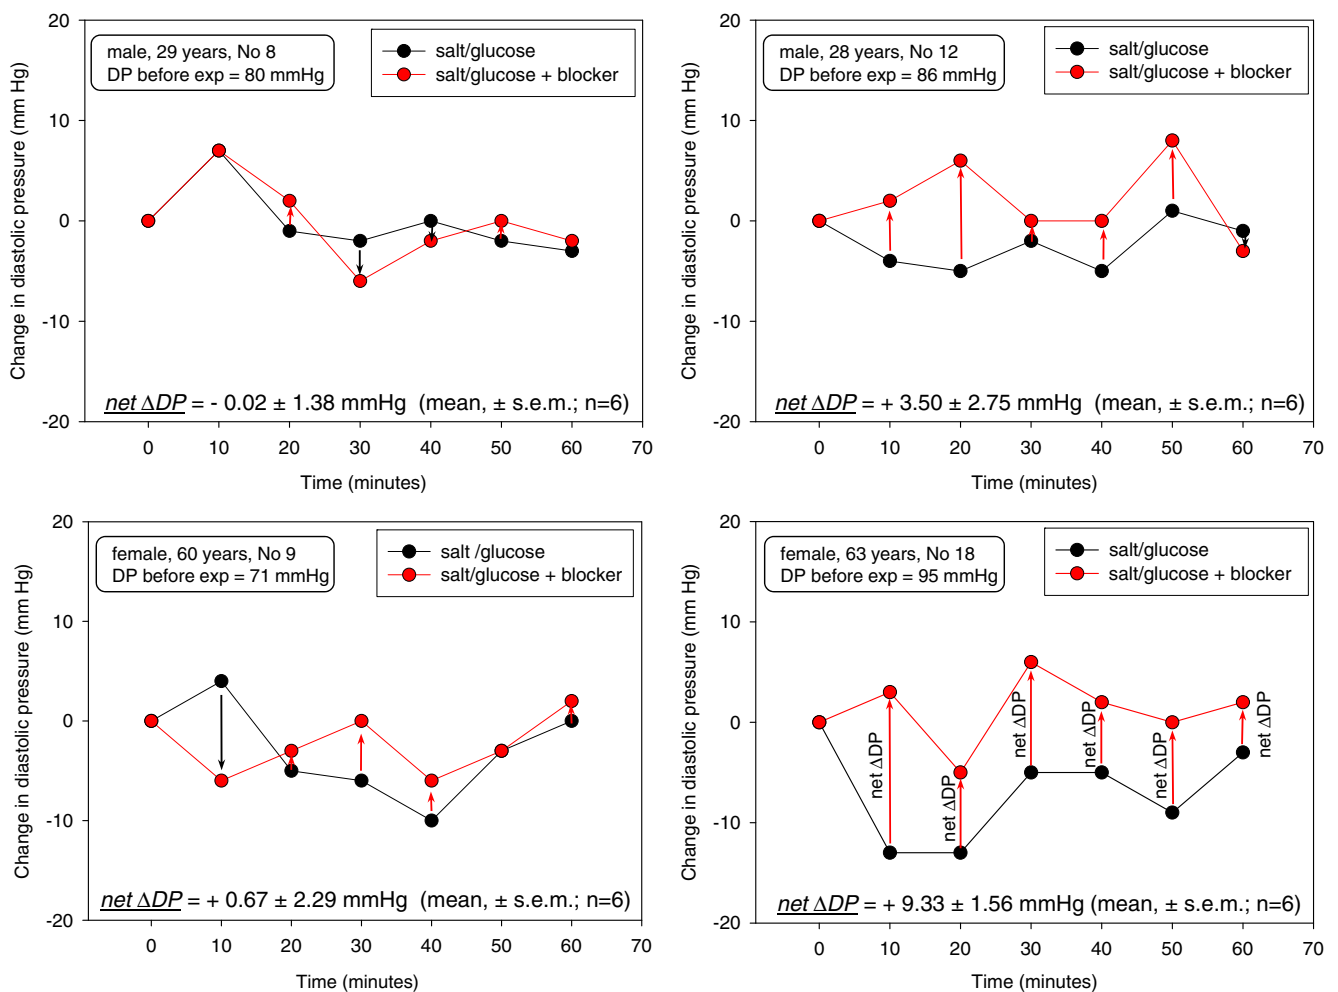 20
10
0
-10
-20
Change in diastolic pressure (mm Hg)
male, 29 years, No 8
DP before exp = 80 mmHg
salt/glucose
salt/glucose + blocker
net ΔDP = - 0.02 ± 1.38 mmHg (mean, ± s.e.m.; n=6)
0 10 20 30 40 50 60 70
Time (minutes)
20
10
0
-10
-20
Change in diastolic pressure (mm Hg)
male, 28 years, No 12
DP before exp = 86 mmHg
salt/glucose
salt/glucose + blocker
net ΔDP = + 3.50 ± 2.75 mmHg (mean, ± s.e.m.; n=6)
0 10 20 30 40 50 60 70
Time (minutes)
20
10
0
-10
-20
Change in diastolic pressure (mm Hg)
female, 60 years, No 9
DP before exp = 71 mmHg
salt /glucose
salt/glucose + blocker
net ΔDP = + 0.67 ± 2.29 mmHg (mean, ± s.e.m.; n=6)
0 10 20 30 40 50 60 70
Time (minutes)
20
10
0
-10
-20
Change in diastolic pressure (mm Hg)
female, 63 years, No 18
DP before exp = 95 mmHg
salt/glucose
salt/glucose + blocker
net ΔDP
net ΔDP
net ΔDP
net ΔDP
net ΔDP
net ΔDP
net ΔDP = + 9.33 ± 1.56 mmHg (mean, ± s.e.m.; n=6)
0 10 20 30 40 50 60 70
Time (minutes)